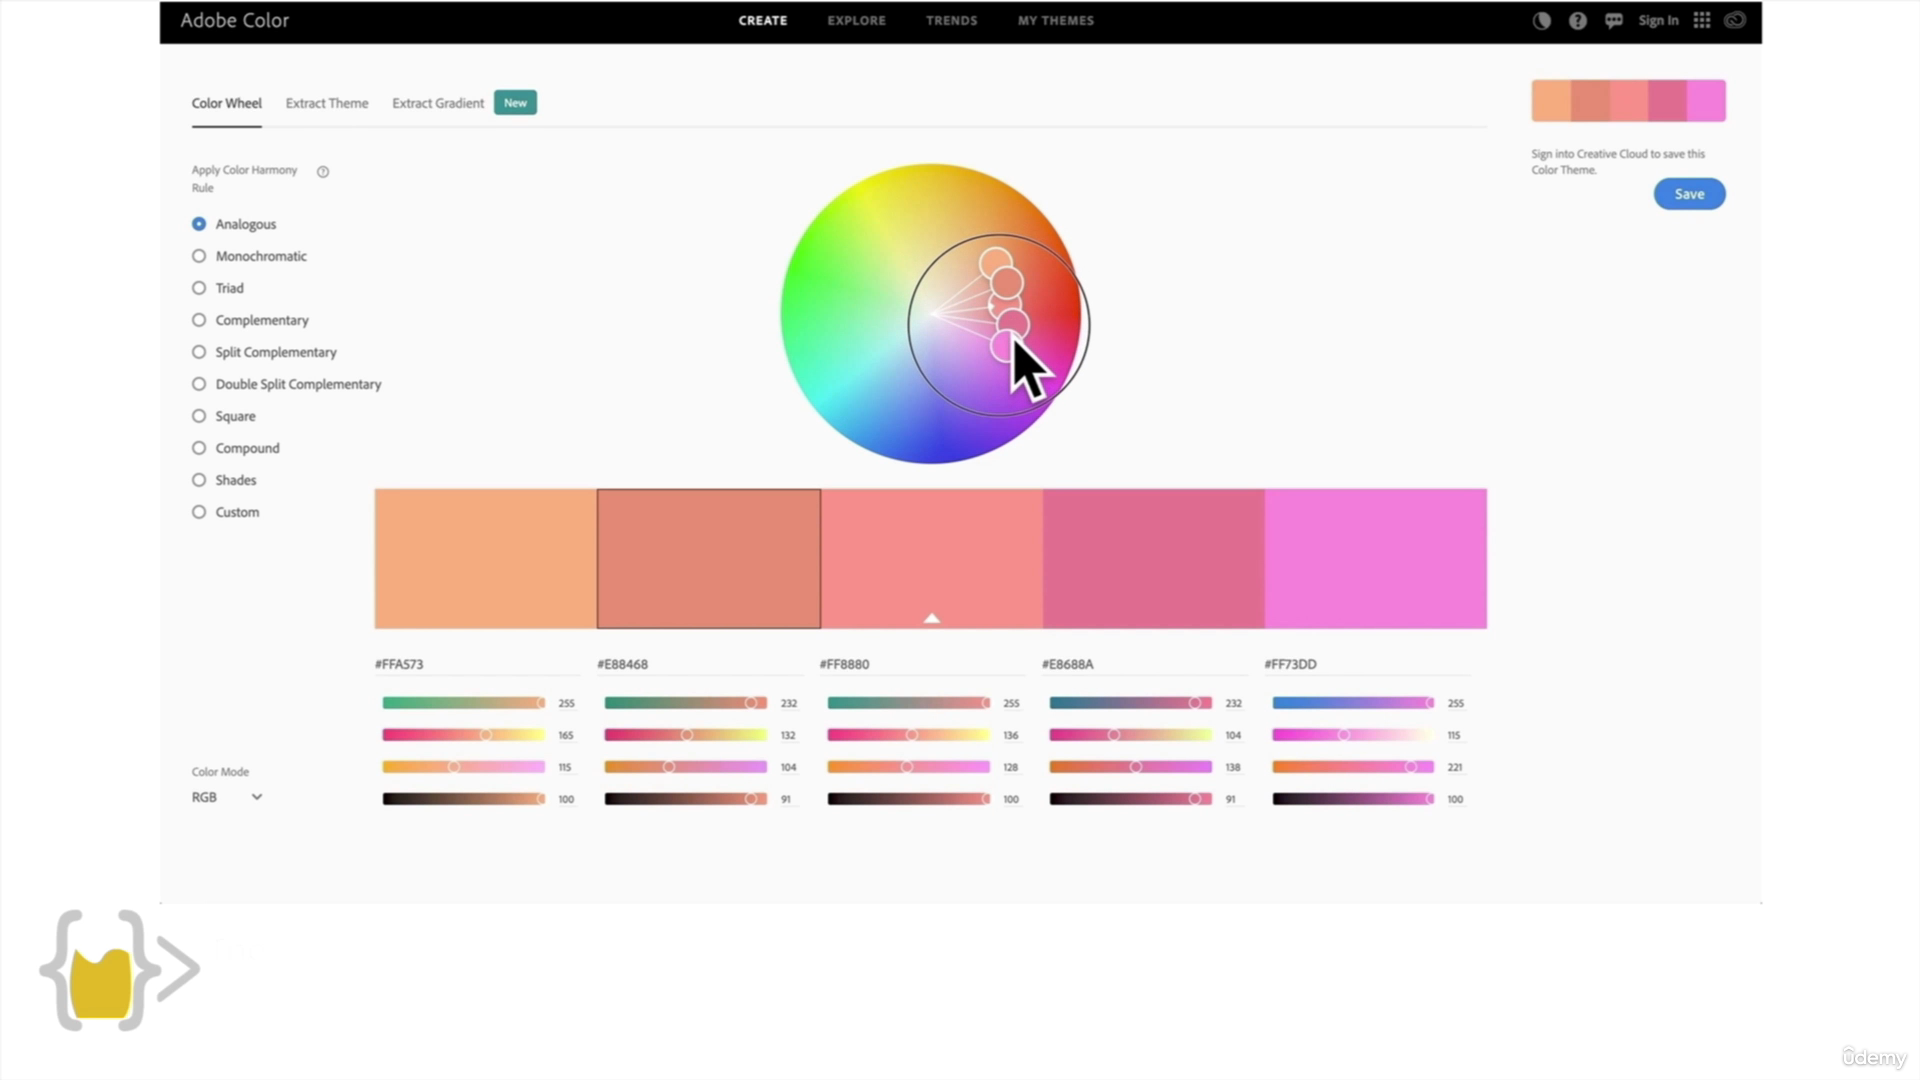 Adobe Color
CREATE EXPLORE TRENDS MY THEMES
Sign In
Color Wheel Extract Theme Extract Gradient New
Sign into Creative Cloud to save this
Color Theme.
Save
Apply Color Harmony
Rule
Analogous
Monochromatic
Triad
Complementary
Split Complementary
Double Split Complementary
Square
Compound
Shades
Custom
#FFA573 #E88468 #FF8880 #E8688A #FF73DD
255 232 255 232 255
165 132 136 104 115
115 104 128 138 221
100 91 100 91 100
Color Mode
RGB
ûdemy